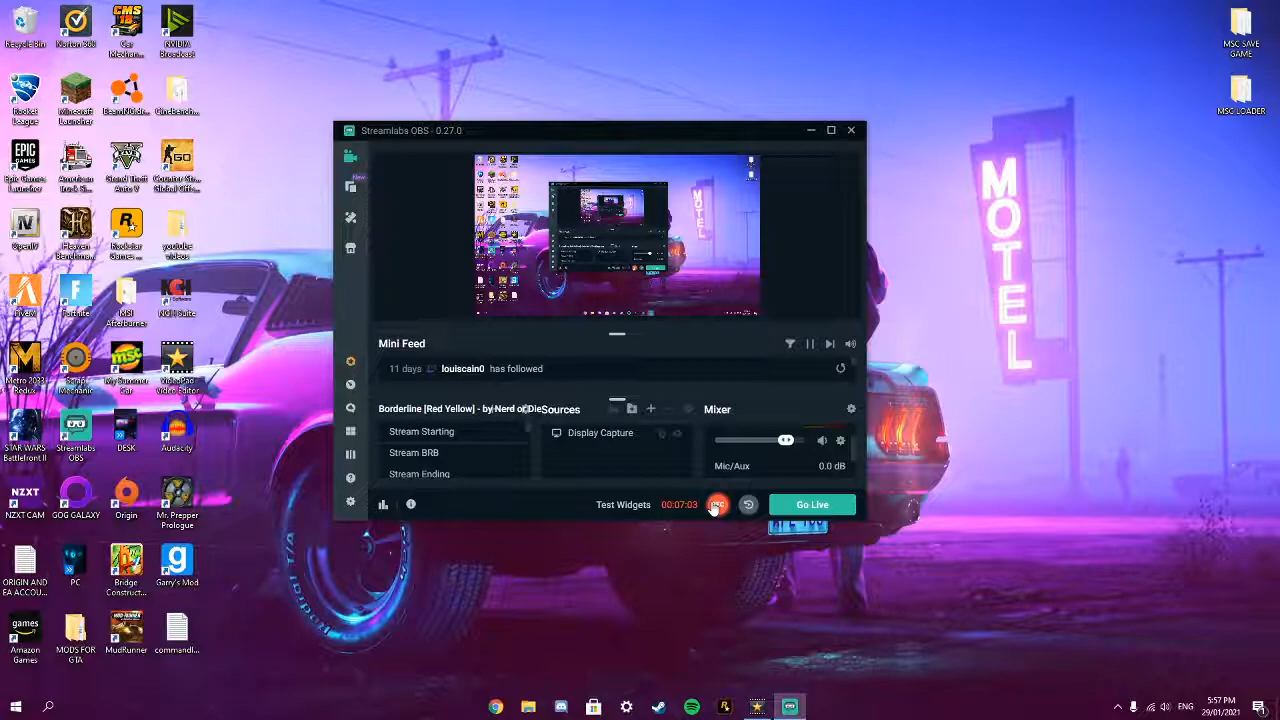 Recycle Bin
Norton 360
Car Mechan...
NVIDIA Broadcast
Rocket League
Minecraft Launcher
BeamNG.dr...
Cinebench...
Epic Games Launcher
American Truck Si...
Grand Theft Auto V
Counter-Str... Global Offe...
OpenIV
Heaven Benchma...
Rockstar Games ...
youtube videos
FiveM
Fortnite
MSI Afterburner
NCH Suite
Metro 2033 Redux
Scrap Mechanic
My Summer Car
VideoPad Video Editor
STAR WARS Battlefront II
Streamlabs OBS
DESK
Audacity
NZXT CAM
GOG GALAXY
Origin
Mr. Prepper Prologue
ORIGIN AND EA ACCOU...
PC
Bridge Construct...
Garry's Mod
Amazon Games
MODS FOR GTA
MudRunner
commandl...
MSC SAVE GAME
MSC LOADER
MOTEL
Streamlabs OBS - 0.27.0
New
Mini Feed
11 days louiscain0 has followed
Borderline [Red Yellow] - by Nerd or Die
Stream Starting
Stream BRB
Stream Ending
Sources
Display Capture
Mixer
Mic/Aux 0.0 dB
Test Widgets 00:07:03 REC Go Live
5:57 PM
29/01/2021